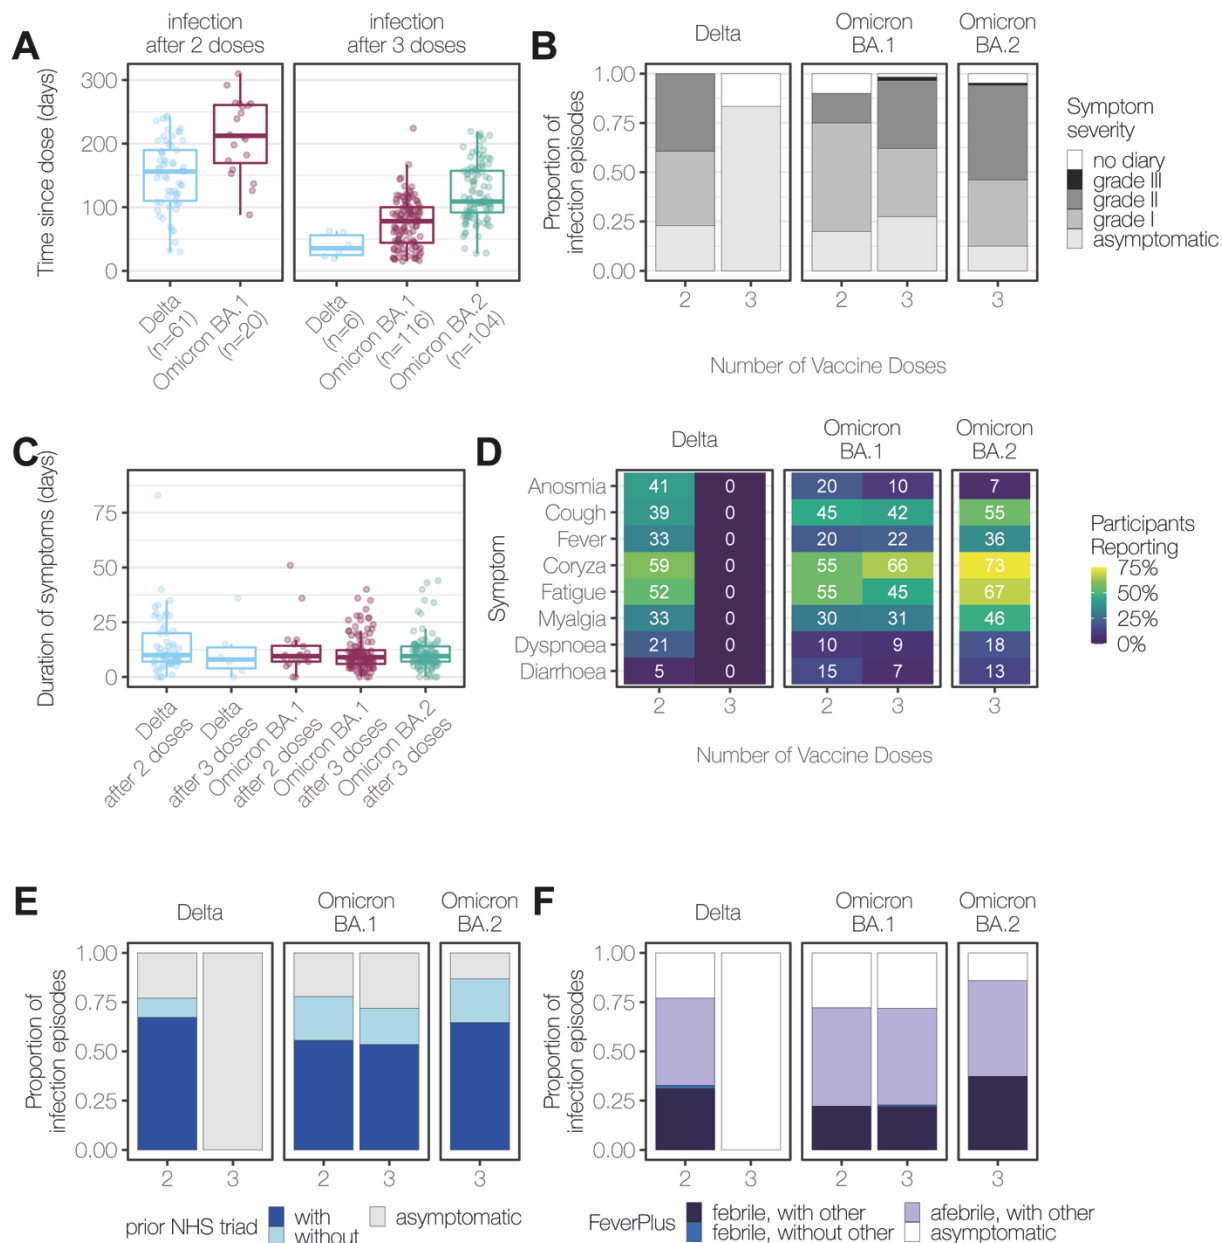 A
infection
after 2 doses
infection
after 3 doses
Time since dose (days)
300
200
100
0
Delta
(n=61)
Omicron BA.1
(n=20)
Delta
(n=6)
Omicron BA.1
(n=116)
Omicron BA.2
(n=104)
B
Delta
Omicron
BA.1
Omicron
BA.2
Proportion of
infection episodes
1.00
0.75
0.50
0.25
0.00
2
3
2
3
3
Number of Vaccine Doses
Symptom
severity
no diary
grade III
grade II
grade I
asymptomatic
C
Duration of symptoms (days)
75
50
25
0
Delta
after 2 doses
Delta
after 3 doses
Omicron BA.1
after 2 doses
Omicron BA.1
after 3 doses
Omicron BA.2
after 3 doses
D
Delta
Omicron
BA.1
Omicron
BA.2
Symptom
Anosmia 41 0 20 10 7
Cough 39 0 45 42 55
Fever 33 0 20 22 36
Coryza 59 0 55 66 73
Fatigue 52 0 55 45 67
Myalgia 33 0 30 31 46
Dyspnoea 21 0 10 9 18
Diarrhoea 5 0 15 7 13
2 3 2 3 3
Number of Vaccine Doses
Participants
Reporting
75%
50%
25%
0%
E
Delta
Omicron
BA.1
Omicron
BA.2
Proportion of
infection episodes
1.00
0.75
0.50
0.25
0.00
2 3 2 3 3
prior NHS triad
with
without
asymptomatic
F
Delta
Omicron
BA.1
Omicron
BA.2
Proportion of
infection episodes
1.00
0.75
0.50
0.25
0.00
2 3 2 3 3
FeverPlus
febrile, with other
febrile, without other
afebrile, with other
asymptomatic